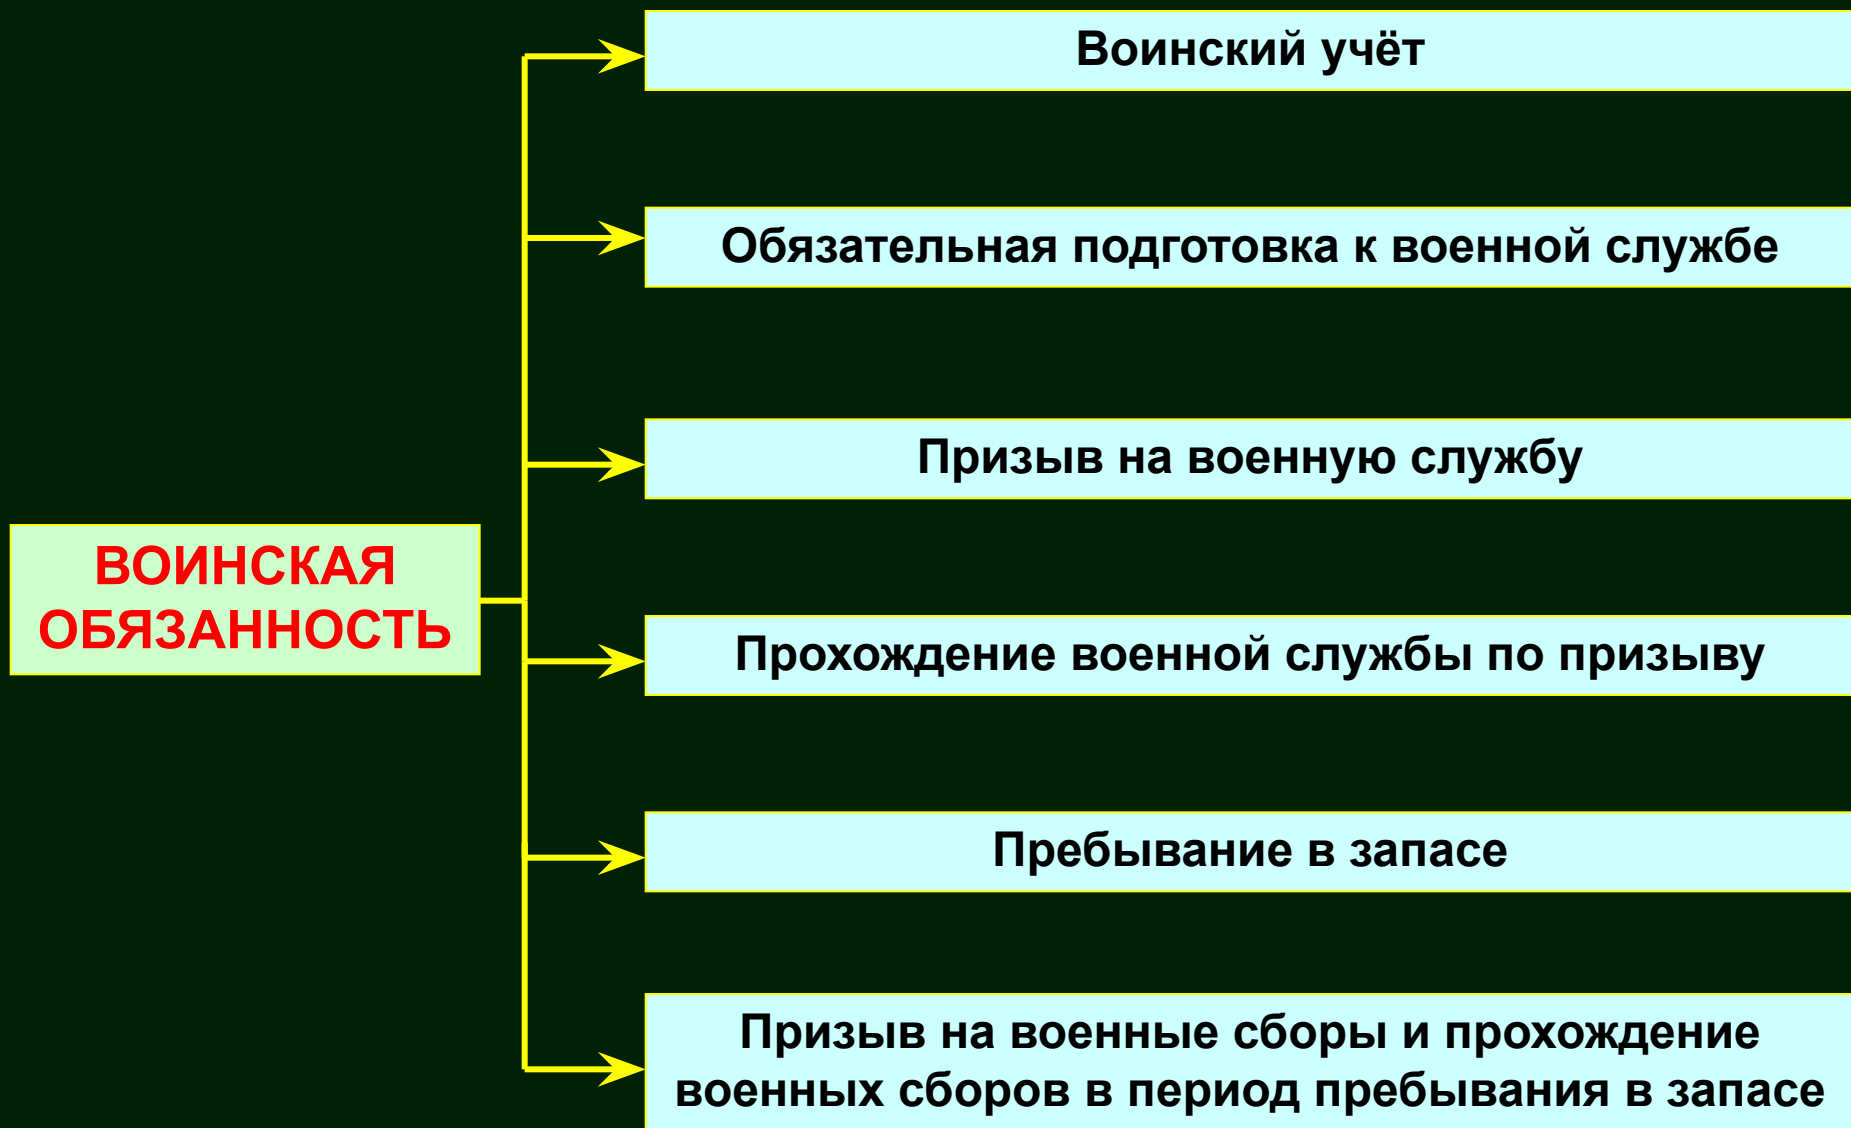 Воинский учёт
Обязательная подготовка к военной службе
Призыв на военную службу
ВОИНСКАЯ
ОБЯЗАННОСТЬ
Прохождение военной службы по призыву
Пребывание в запасе
Призыв на военные сборы и прохождение
военных сборов в период пребывания в запасе